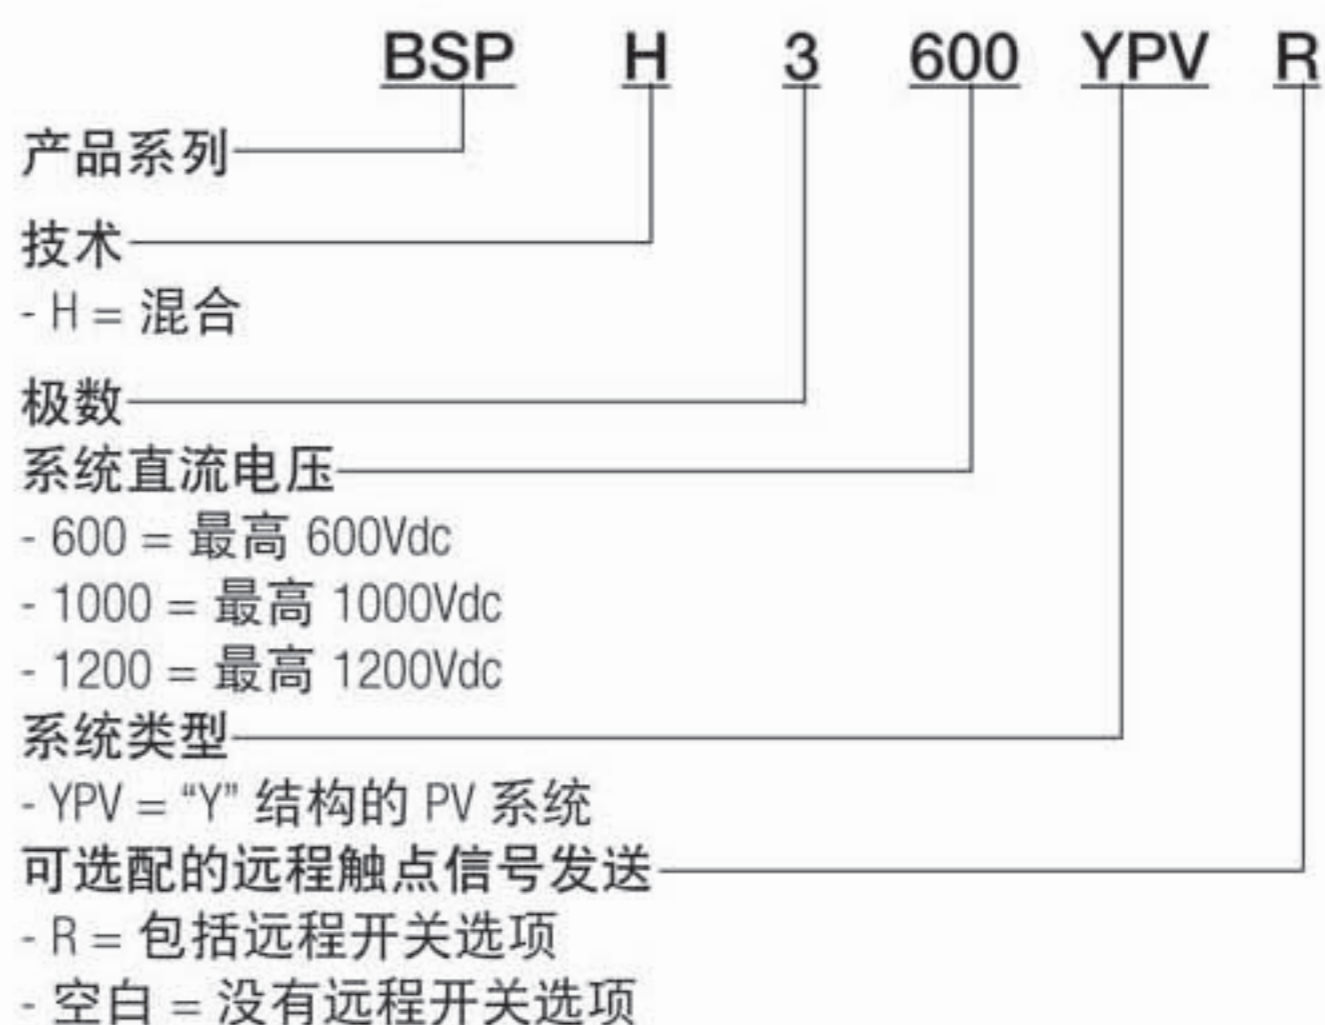 BSP H 3 600 YPV R
产品系列
技术
- H = 混合
极数
系统直流电压
- 600 = 最高 600Vdc
- 1000 = 最高 1000Vdc
- 1200 = 最高 1200Vdc
系统类型
- YPV = “Y” 结构的 PV 系统
可选配的远程触点信号发送
- R = 包括远程开关选项
- 空白 = 没有远程开关选项